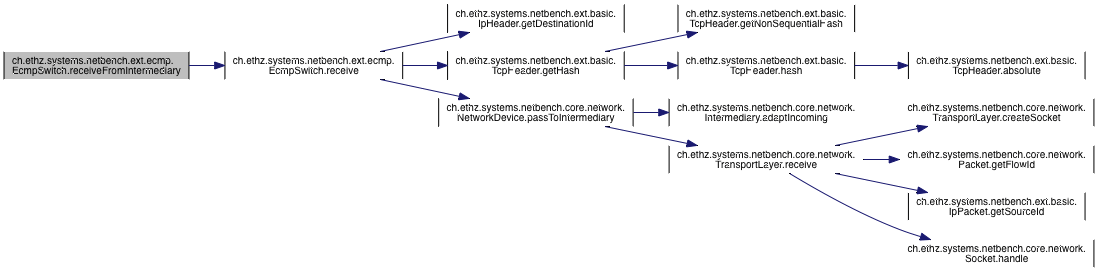 ch.ethz.systems.netbench.ext.ecmp.
EcmpSwitch.receiveFromIntermediary
ch.ethz.systems.netbench.ext.ecmp.
EcmpSwitch.receive
ch.ethz.systems.netbench.ext.basic.
IpHeader.getDestinationId
ch.ethz.systems.netbench.ext.basic.
TcpHeader.getHash
ch.ethz.systems.netbench.core.network.
NetworkDevice.passToIntermediary
ch.ethz.systems.netbench.ext.basic.
TcpHeader.getNonSequentialHash
ch.ethz.systems.netbench.ext.basic.
TcpHeader.hash
ch.ethz.systems.netbench.core.network.
Intermediary.adaptIncoming
ch.ethz.systems.netbench.core.network.
TransportLayer.receive
ch.ethz.systems.netbench.ext.basic.
TcpHeader.absolute
ch.ethz.systems.netbench.core.network.
TransportLayer.createSocket
ch.ethz.systems.netbench.core.network.
Packet.getFlowId
ch.ethz.systems.netbench.ext.basic.
IpPacket.getSourceId
ch.ethz.systems.netbench.core.network.
Socket.handle